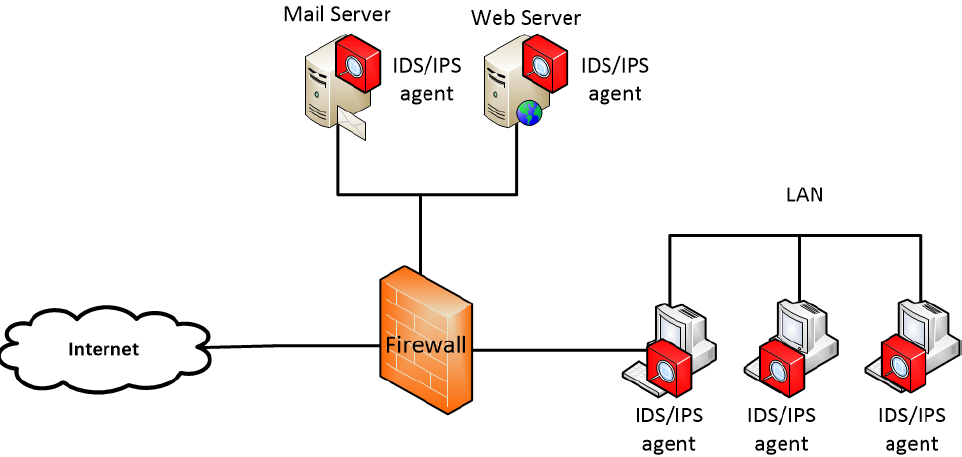 Mail Server
Web Server
IDS/IPS
agent
IDS/IPS
agent
LAN
Internet
Firewall
IDS/IPS
agent
IDS/IPS
agent
IDS/IPS
agent